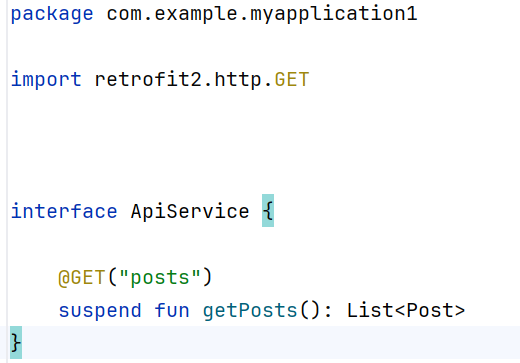 package com.example.myapplication1
import retrofit2.http.GET
interface ApiService {
@GET("posts")
suspend fun getPosts(): List<Post>
}